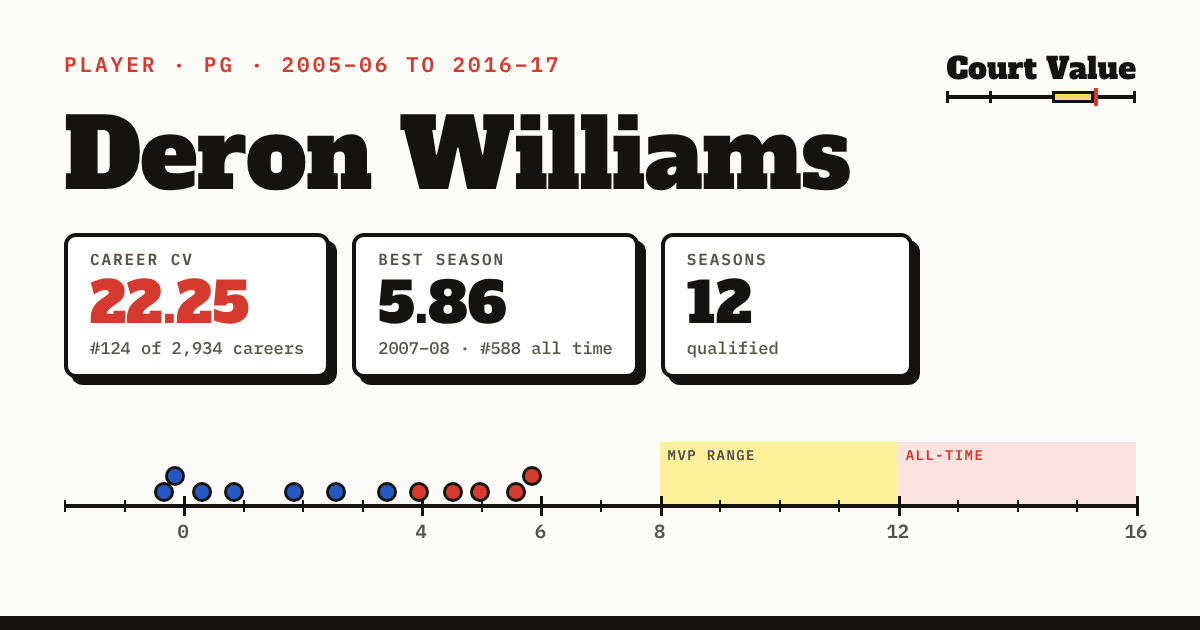 PLAYER · PG · 2005–06 TO 2016–17
Court Value
Deron Williams
CAREER CV
22.25
#124 of 2,934 careers
BEST SEASON
5.86
2007–08 · #588 all time
SEASONS
12
qualified
MVP RANGE
ALL-TIME
0 4 6 8 12 16